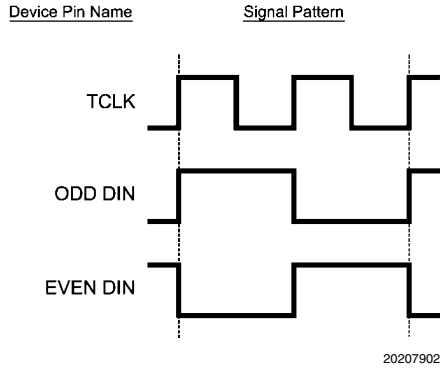 Device Pin Name Signal Pattern
TCLK
ODD DIN
EVEN DIN
20207902